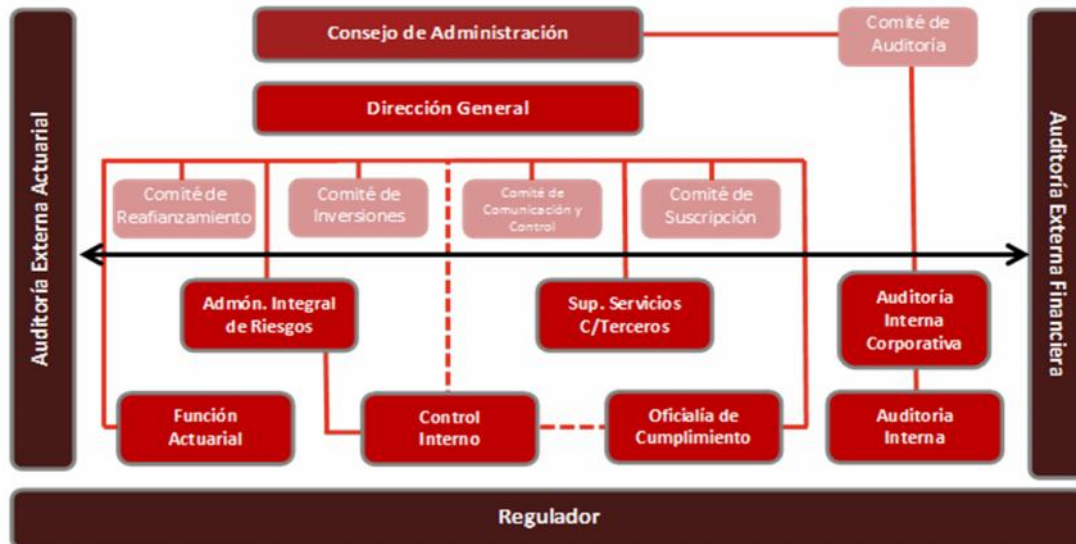 Consejo de Administración
Comité de
Auditoría
Dirección General
Auditoría Externa Actuarial
Auditoría Externa Financiera
Comité de
Reafianzamiento
Comité de
Inversiones
Comité de
Comunicación y
Control
Comité de
Suscripción
Admón. Integral
de Riesgos
Sup. Servicios
C/Terceros
Auditoría
Interna
Corporativa
Función
Actuarial
Control
Interno
Oficialía de
Cumplimiento
Auditoria
Interna
Regulador